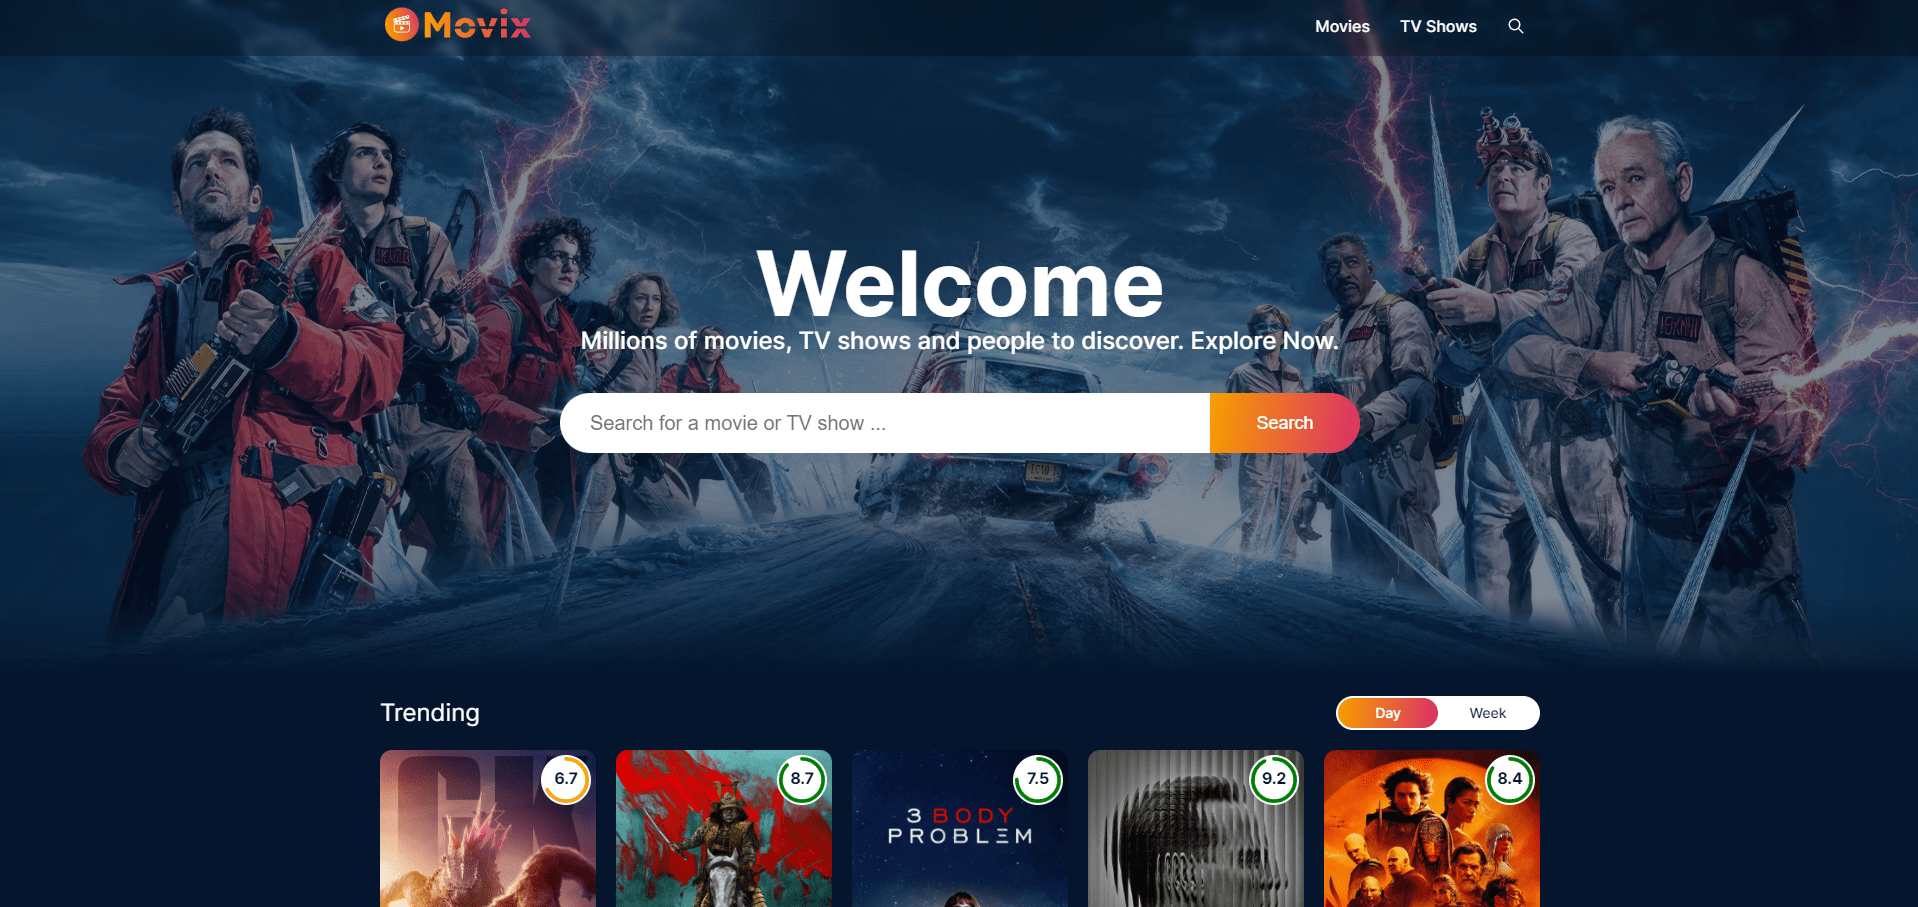 Movix
Movies
TV Shows
Welcome
Millions of movies, TV shows and people to discover. Explore Now.
Search for a movie or TV show ...
Search
Trending
Day
Week
6.7
8.7
7.5
9.2
8.4
3 BODY
PROBLEM